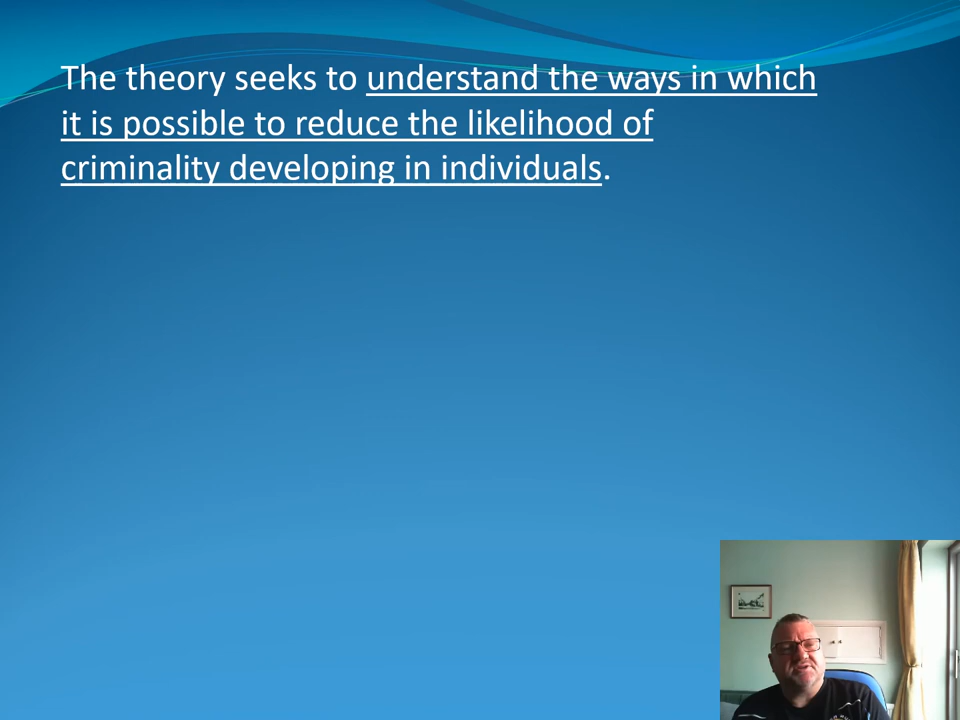 The theory seeks to understand the ways in which
it is possible to reduce the likelihood of
criminality developing in individuals.